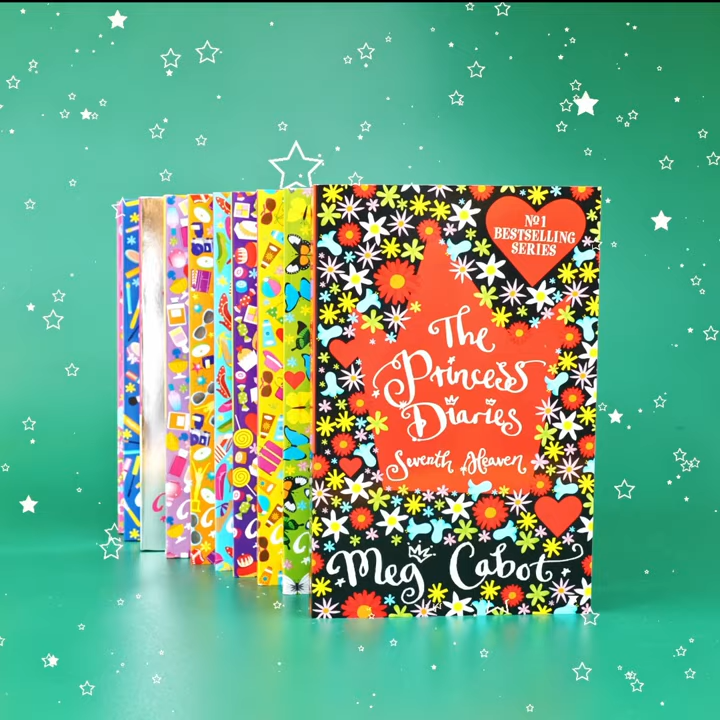 Nº1
BESTSELLING
SERIES
The
Princess
Diaries
Seventh Heaven
Meg Cabot